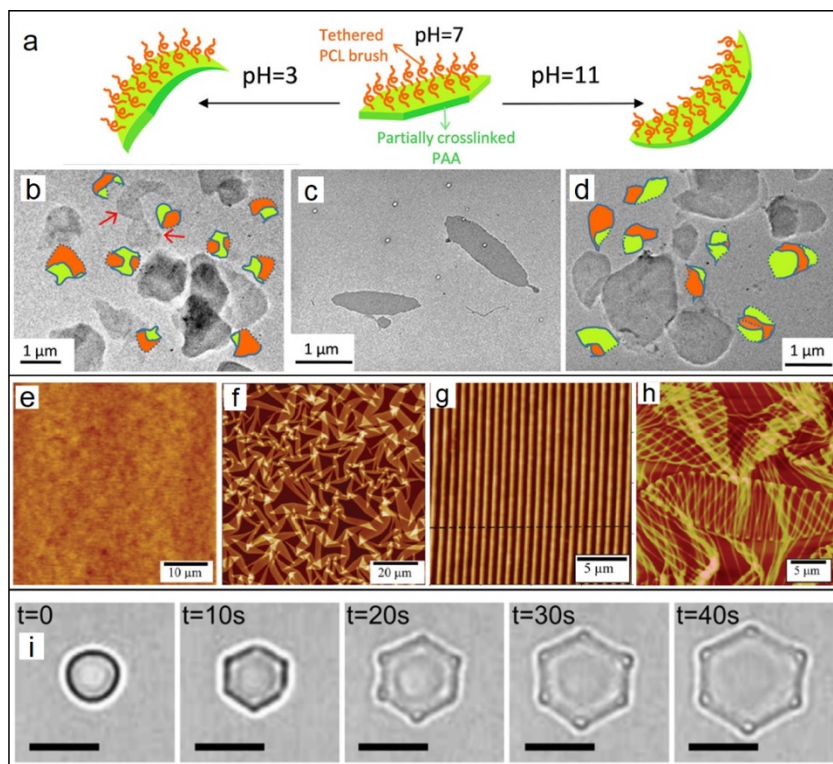 a
Tethered
PCL brush
pH=7
pH=3
pH=11
Partially crosslinked
PAA
b
c
d
1 µm
1 µm
1 µm
e
f
g
h
10 µm
20 µm
5 µm
5 µm
t=0
t=10s
t=20s
t=30s
t=40s
i